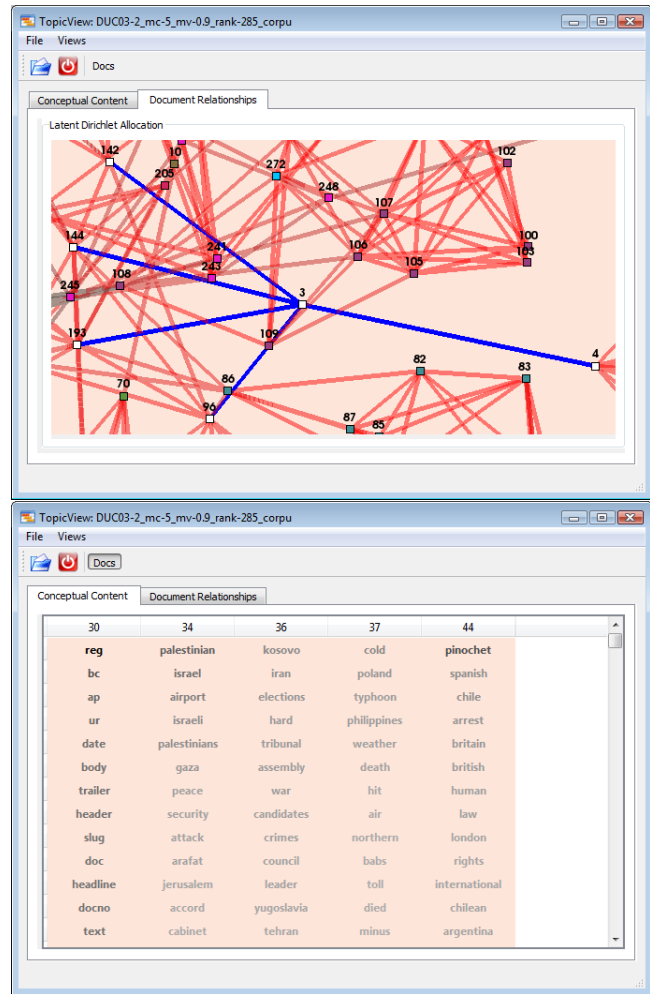 TopicView: DUC03-2_mc-5_mv-0.9_rank-285_corpu
File Views
Docs
Conceptual Content Document Relationships
Latent Dirichlet Allocation
142 10 272 102
205 248
107
144 241 106 100
108 243 105 103
245 3
193 109 4
86 82 83
70
96 87 85
TopicView: DUC03-2_mc-5_mv-0.9_rank-285_corpu
File Views
Docs
Conceptual Content Document Relationships
30 34 36 37 44
reg palestinian kosovo cold pinochet
bc israel iran poland spanish
ap airport elections typhoon chile
ur israeli hard philippines arrest
date palestinians tribunal weather britain
body gaza assembly death british
trailer peace war hit human
header security candidates air law
slug attack crimes northern london
doc arafat council babs rights
headline jerusalem leader toll international
docno accord yugoslavia died chilean
text cabinet tehran minus argentina